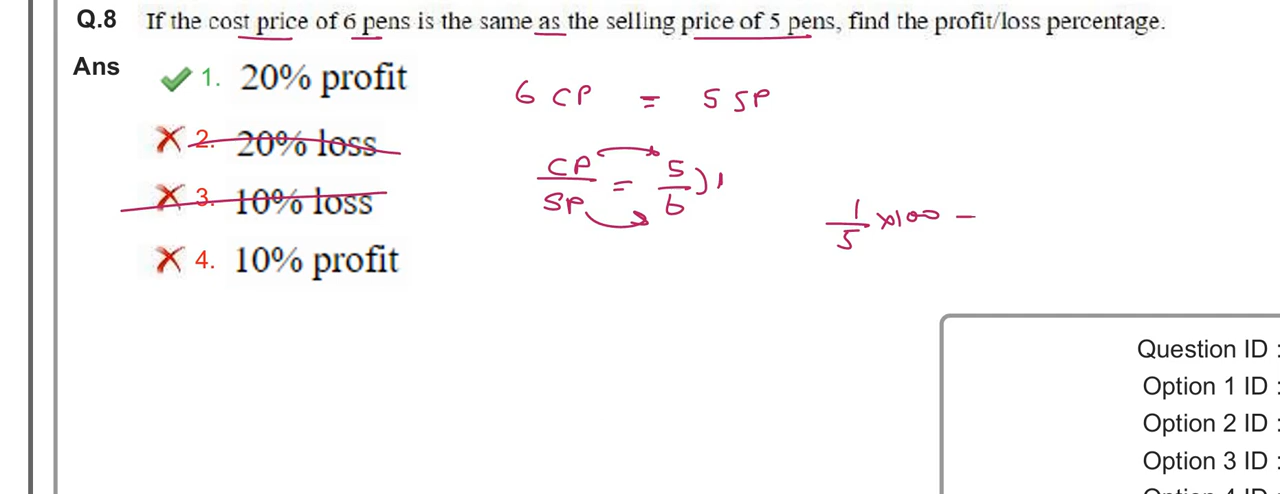 Q.8 If the cost price of 6 pens is the same as the selling price of 5 pens, find the profit/loss percentage.
Ans
1. 20% profit
2. 20% loss
3. 10% loss
4. 10% profit
6 CP = 5 SP
CP/SP = 5/6 ) 1
1/5 ×100 =
Question ID :
Option 1 ID :
Option 2 ID :
Option 3 ID :